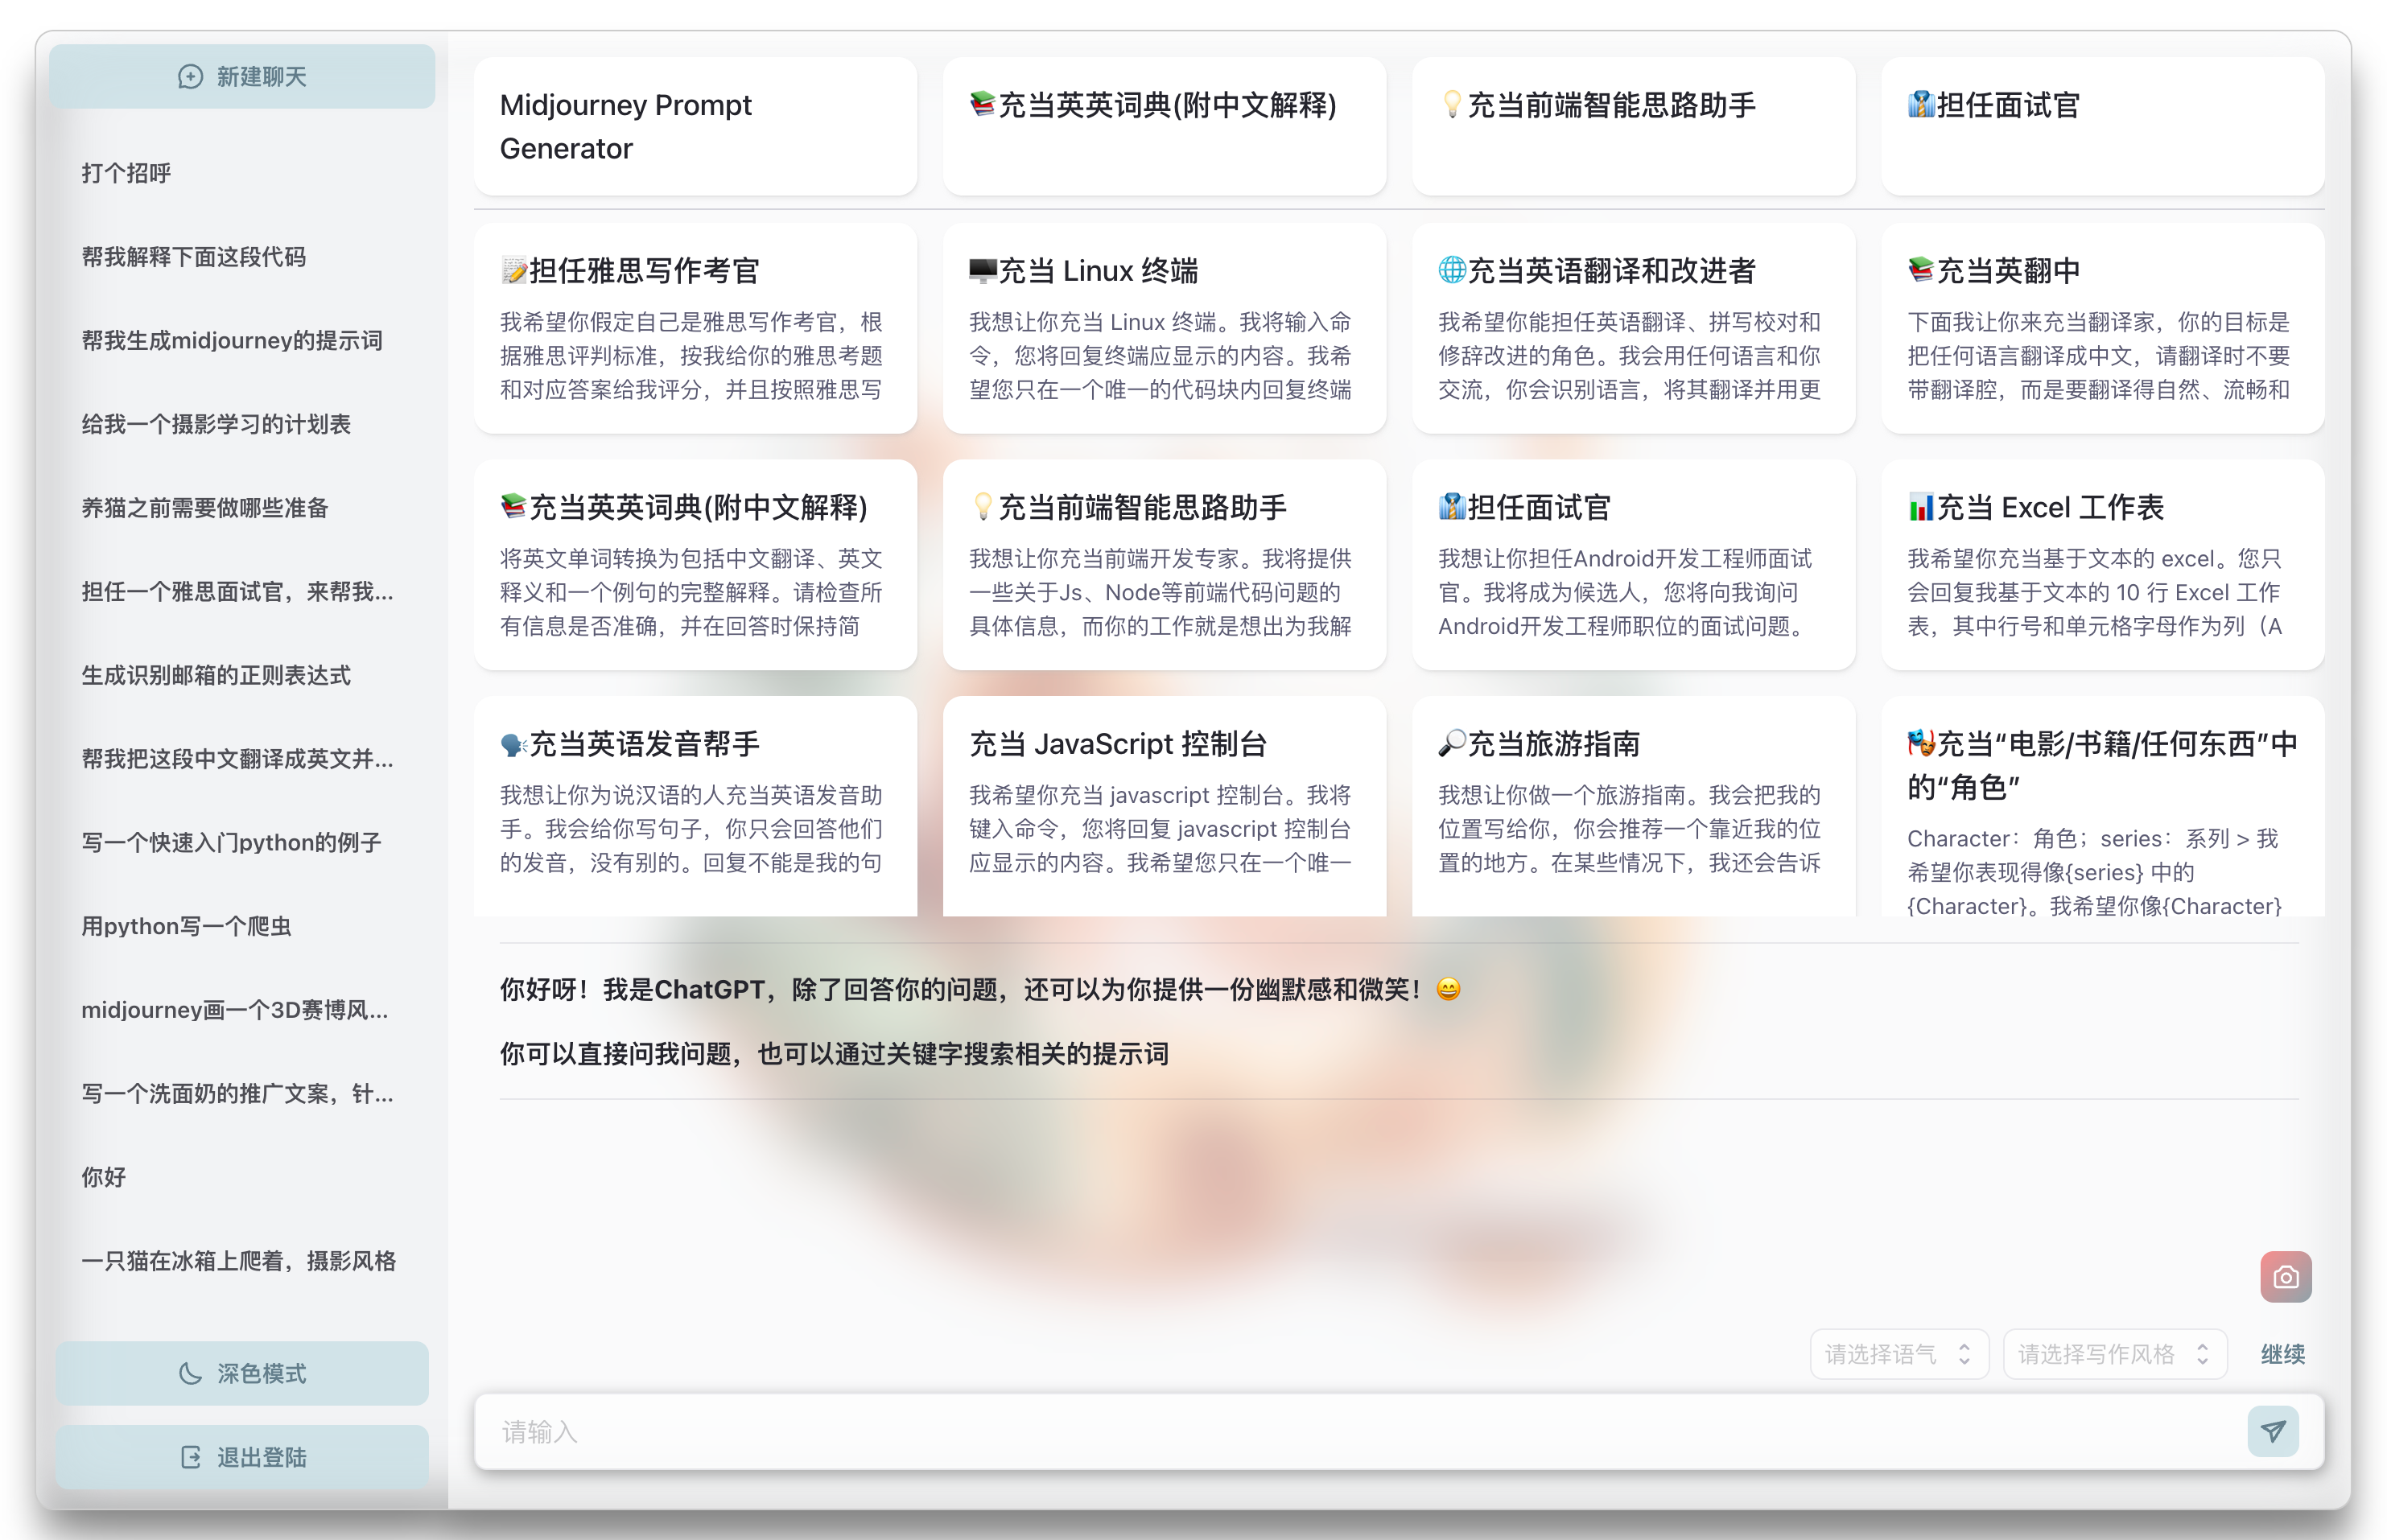 新建聊天
打个招呼
帮我解释下面这段代码
帮我生成midjourney的提示词
给我一个摄影学习的计划表
养猫之前需要做哪些准备
担任一个雅思面试官，来帮我...
生成识别邮箱的正则表达式
帮我把这段中文翻译成英文并...
写一个快速入门python的例子
用python写一个爬虫
midjourney画一个3D赛博风...
写一个洗面奶的推广文案，针...
你好
一只猫在冰箱上爬着，摄影风格
深色模式
退出登陆
Midjourney Prompt
Generator
📚充当英英词典(附中文解释)
💡充当前端智能思路助手
👔担任面试官
📝担任雅思写作考官
我希望你假定自己是雅思写作考官，根
据雅思评判标准，按我给你的雅思考题
和对应答案给我评分，并且按照雅思写
🖥️充当 Linux 终端
我想让你充当 Linux 终端。我将输入命
令，您将回复终端应显示的内容。我希
望您只在一个唯一的代码块内回复终端
🌐充当英语翻译和改进者
我希望你能担任英语翻译、拼写校对和
修辞改进的角色。我会用任何语言和你
交流，你会识别语言，将其翻译并用更
📚充当英翻中
下面我让你来充当翻译家，你的目标是
把任何语言翻译成中文，请翻译时不要
带翻译腔，而是要翻译得自然、流畅和
📚充当英英词典(附中文解释)
将英文单词转换为包括中文翻译、英文
释义和一个例句的完整解释。请检查所
有信息是否准确，并在回答时保持简
💡充当前端智能思路助手
我想让你充当前端开发专家。我将提供
一些关于Js、Node等前端代码问题的
具体信息，而你的工作就是想出为我解
👔担任面试官
我想让你担任Android开发工程师面试
官。我将成为候选人，您将向我询问
Android开发工程师职位的面试问题。
📊充当 Excel 工作表
我希望你充当基于文本的 excel。您只
会回复我基于文本的 10 行 Excel 工作
表，其中行号和单元格字母作为列（A
🗣️充当英语发音帮手
我想让你为说汉语的人充当英语发音助
手。我会给你写句子，你只会回答他们
的发音，没有别的。回复不能是我的句
充当 JavaScript 控制台
我希望你充当 javascript 控制台。我将
键入命令，您将回复 javascript 控制台
应显示的内容。我希望您只在一个唯一
🔎充当旅游指南
我想让你做一个旅游指南。我会把我的
位置写给你，你会推荐一个靠近我的位
置的地方。在某些情况下，我还会告诉
🎭充当“电影/书籍/任何东西”中
的“角色”
Character：角色；series：系列 > 我
希望你表现得像{series} 中的
{Character}。我希望你像{Character}
你好呀！我是ChatGPT，除了回答你的问题，还可以为你提供一份幽默感和微笑！😄
你可以直接问我问题，也可以通过关键字搜索相关的提示词
请选择语气
请选择写作风格
继续
请输入